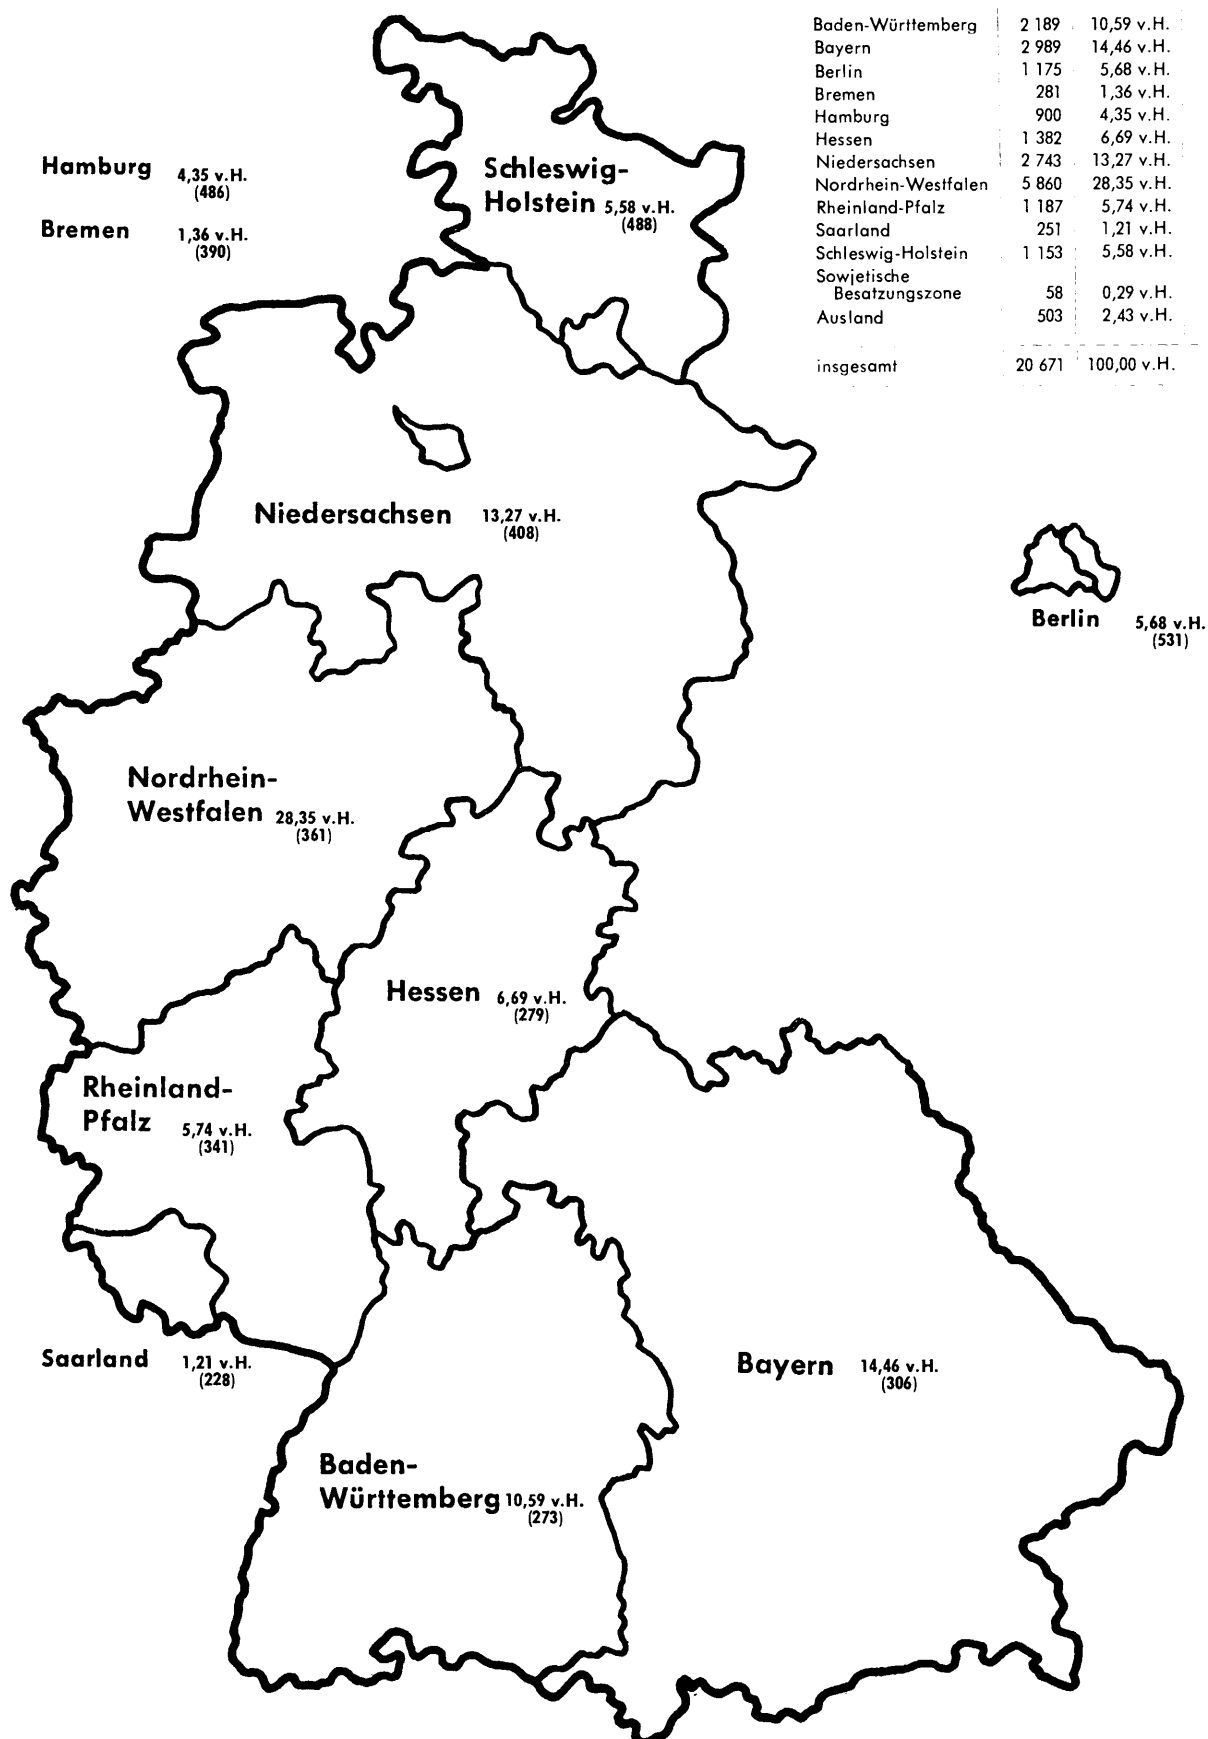 Baden-Württemberg 2 189 10,59 v.H.
Bayern 2 989 14,46 v.H.
Berlin 1 175 5,68 v.H.
Bremen 281 1,36 v.H.
Hamburg 900 4,35 v.H.
Hessen 1 382 6,69 v.H.
Niedersachsen 2 743 13,27 v.H.
Nordrhein-Westfalen 5 860 28,35 v.H.
Rheinland-Pfalz 1 187 5,74 v.H.
Saarland 251 1,21 v.H.
Schleswig-Holstein 1 153 5,58 v.H.
Sowjetische
Besatzungszone 58 0,29 v.H.
Ausland 503 2,43 v.H.
insgesamt 20 671 100,00 v.H.
Hamburg 4,35 v.H.
(486)
Bremen 1,36 v.H.
(390)
Schleswig-
Holstein 5,58 v.H.
(488)
Niedersachsen 13,27 v.H.
(408)
Berlin 5,68 v.H.
(531)
Nordrhein-
Westfalen 28,35 v.H.
(361)
Hessen 6,69 v.H.
(279)
Rheinland-
Pfalz 5,74 v.H.
(341)
Saarland 1,21 v.H.
(228)
Bayern 14,46 v.H.
(306)
Baden-
Württemberg 10,59 v.H.
(273)